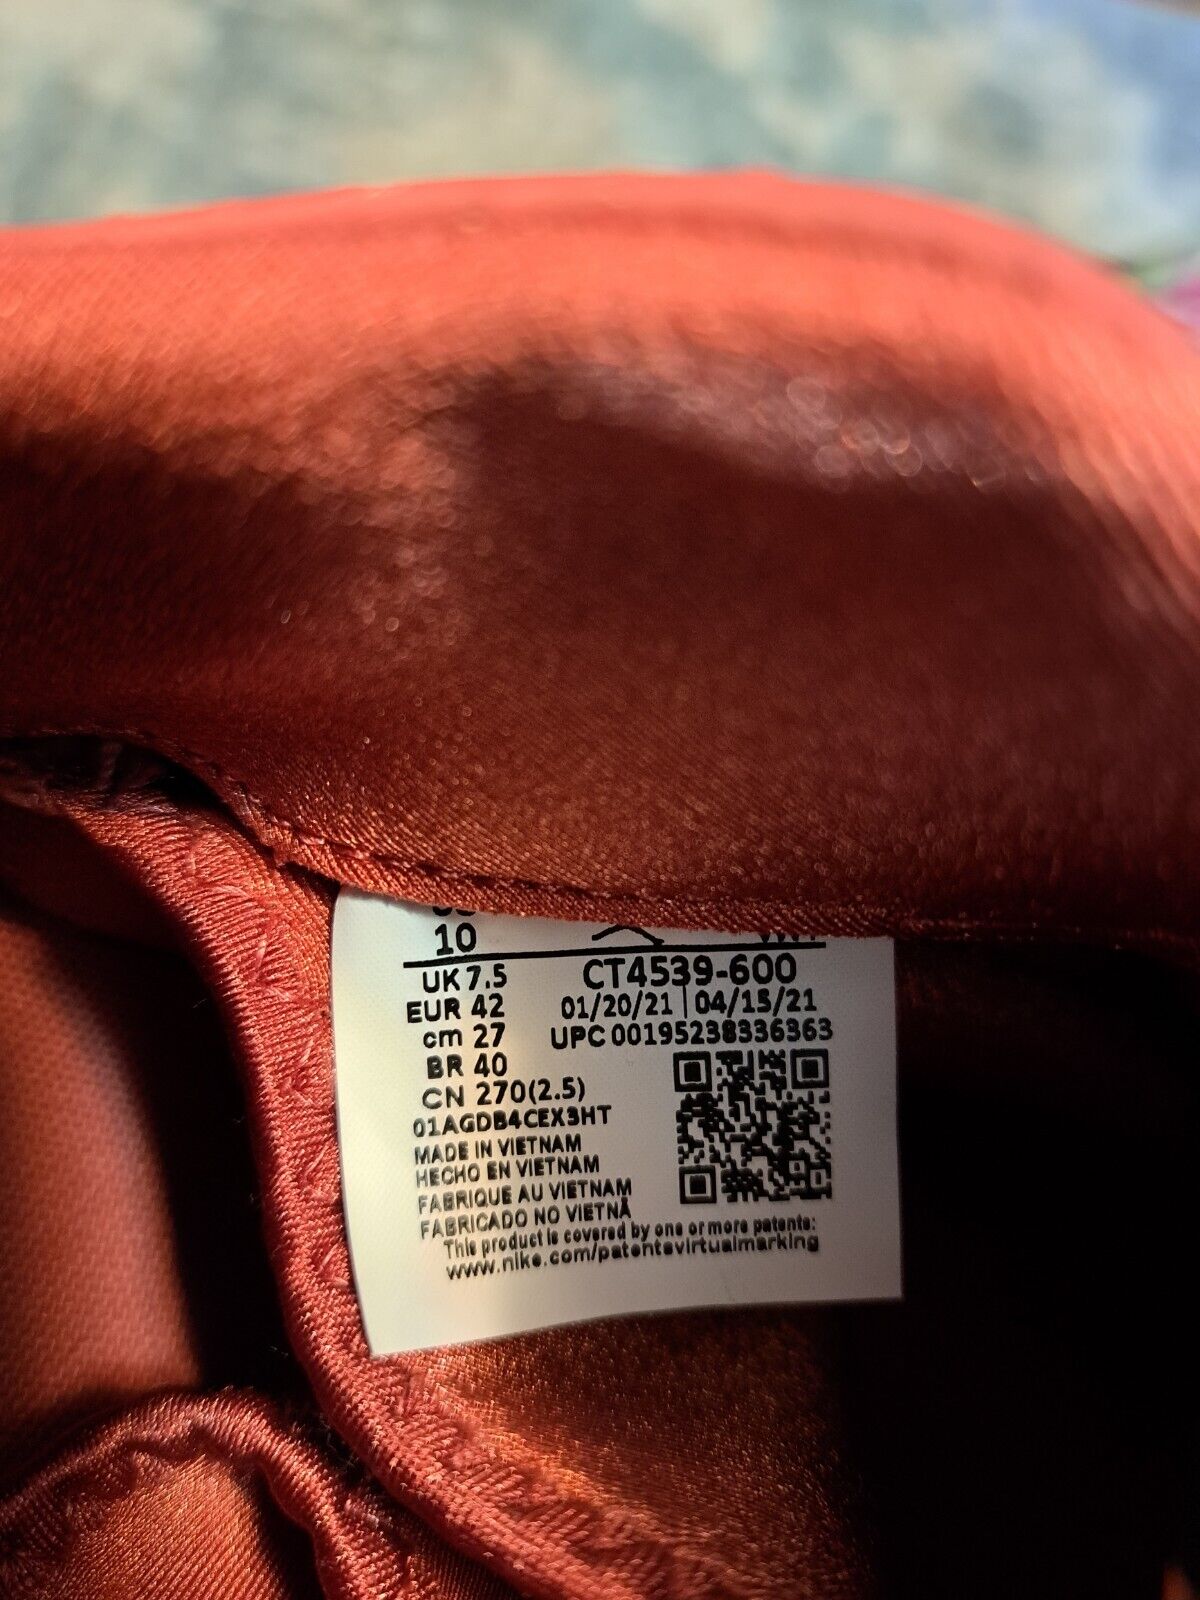 10
UK 7.5 CT4539-600
EUR 42 01/20/21 | 04/15/21
cm 27 UPC 00195238336363
BR 40
CN 270(2.5)
01AGDB4CEX3HT
MADE IN VIETNAM
HECHO EN VIETNAM
FABRIQUE AU VIETNAM
FABRICADO NO VIETNÃ
This product is covered by one or more patents:
www.nike.com/patentsvirtualmarking